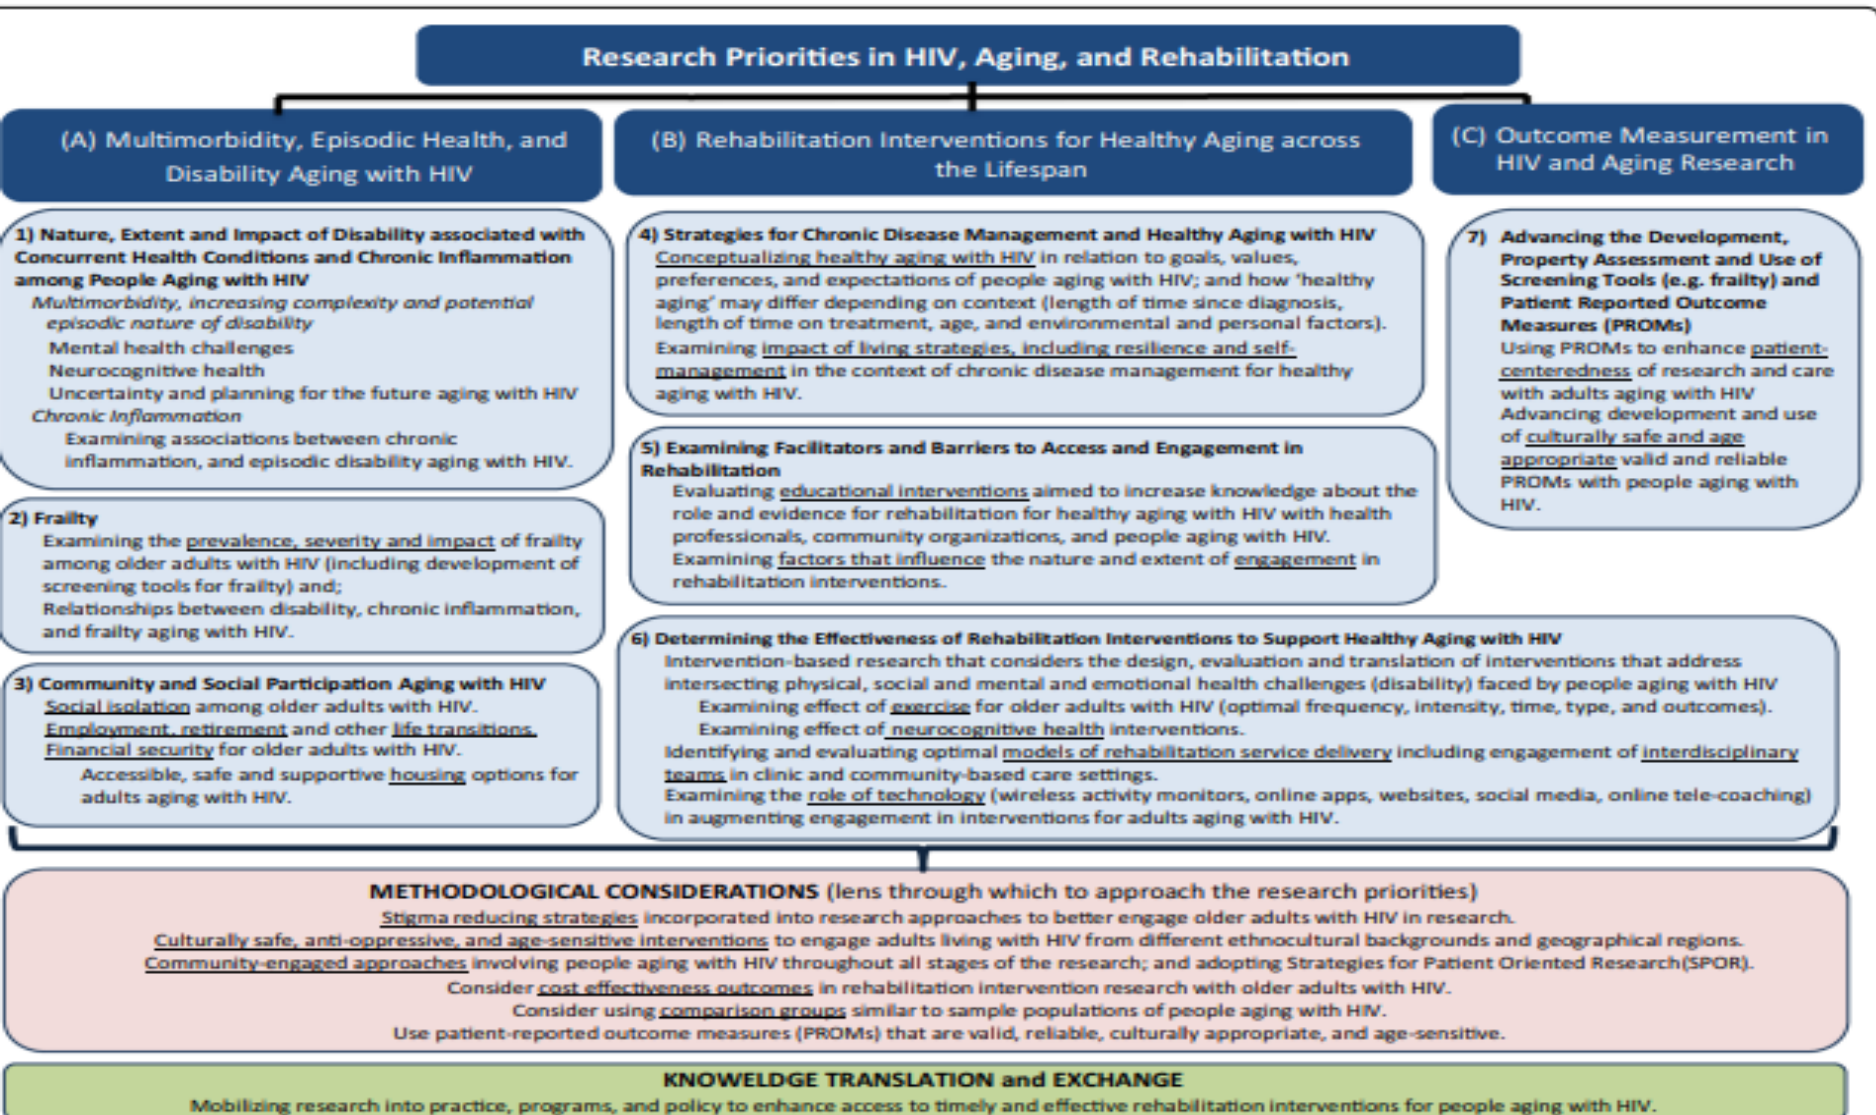 Research Priorities in HIV, Aging, and Rehabilitation
(A) Multimorbidity, Episodic Health, and
Disability Aging with HIV
1) Nature, Extent and Impact of Disability associated with
Concurrent Health Conditions and Chronic Inflammation
among People Aging with HIV
Multimorbidity, increasing complexity and potential
episodic nature of disability
Mental health challenges
Neurocognitive health
Uncertainty and planning for the future aging with HIV
Chronic Inflammation
Examining associations between chronic
inflammation, and episodic disability aging with HIV.
2) Frailty
Examining the prevalence, severity and impact of frailty
among older adults with HIV (including development of
screening tools for frailty) and;
Relationships between disability, chronic inflammation,
and frailty aging with HIV.
3) Community and Social Participation Aging with HIV
Social isolation among older adults with HIV.
Employment, retirement and other life transitions.
Financial security for older adults with HIV.
Accessible, safe and supportive housing options for
adults aging with HIV.
(B) Rehabilitation Interventions for Healthy Aging across
the Lifespan
4) Strategies for Chronic Disease Management and Healthy Aging with HIV
Conceptualizing healthy aging with HIV in relation to goals, values,
preferences, and expectations of people aging with HIV; and how ‘healthy
aging’ may differ depending on context (length of time since diagnosis,
length of time on treatment, age, and environmental and personal factors).
Examining impact of living strategies, including resilience and self-
management in the context of chronic disease management for healthy
aging with HIV.
5) Examining Facilitators and Barriers to Access and Engagement in
Rehabilitation
Evaluating educational interventions aimed to increase knowledge about the
role and evidence for rehabilitation for healthy aging with HIV with health
professionals, community organizations, and people aging with HIV.
Examining factors that influence the nature and extent of engagement in
rehabilitation interventions.
6) Determining the Effectiveness of Rehabilitation Interventions to Support Healthy Aging with HIV
Intervention-based research that considers the design, evaluation and translation of interventions that address
intersecting physical, social and mental and emotional health challenges (disability) faced by people aging with HIV
Examining effect of exercise for older adults with HIV (optimal frequency, intensity, time, type, and outcomes).
Examining effect of neurocognitive health interventions.
Identifying and evaluating optimal models of rehabilitation service delivery including engagement of interdisciplinary
teams in clinic and community-based care settings.
Examining the role of technology (wireless activity monitors, online apps, websites, social media, online tele-coaching)
in augmenting engagement in interventions for adults aging with HIV.
(C) Outcome Measurement in
HIV and Aging Research
7) Advancing the Development,
Property Assessment and Use of
Screening Tools (e.g. frailty) and
Patient Reported Outcome
Measures (PROMs)
Using PROMs to enhance patient-
centeredness of research and care
with adults aging with HIV
Advancing development and use
of culturally safe and age
appropriate valid and reliable
PROMs with people aging with
HIV.
METHODOLOGICAL CONSIDERATIONS (lens through which to approach the research priorities)
Stigma reducing strategies incorporated into research approaches to better engage older adults with HIV in research.
Culturally safe, anti-oppressive, and age-sensitive interventions to engage adults living with HIV from different ethnocultural backgrounds and geographical regions.
Community-engaged approaches involving people aging with HIV throughout all stages of the research; and adopting Strategies for Patient Oriented Research(SPOR).
Consider cost effectiveness outcomes in rehabilitation intervention research with older adults with HIV.
Consider using comparison groups similar to sample populations of people aging with HIV.
Use patient-reported outcome measures (PROMs) that are valid, reliable, culturally appropriate, and age-sensitive.
KNOWELDGE TRANSLATION and EXCHANGE
Mobilizing research into practice, programs, and policy to enhance access to timely and effective rehabilitation interventions for people aging with HIV.